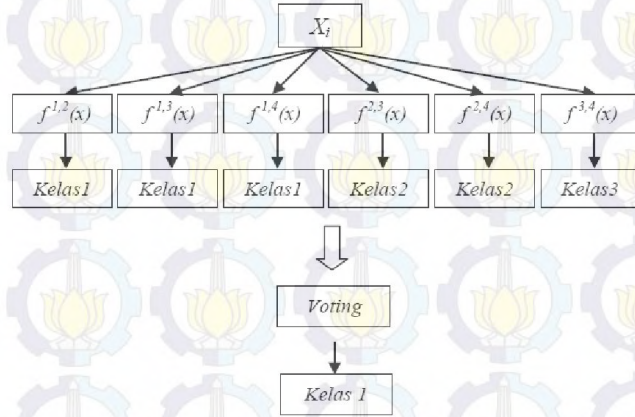 X_i
f^{1,2}(x) f^{1,3}(x) f^{1,4}(x) f^{2,3}(x) f^{2,4}(x) f^{3,4}(x)
Kelas1 Kelas1 Kelas1 Kelas2 Kelas2 Kelas3
Voting
Kelas 1